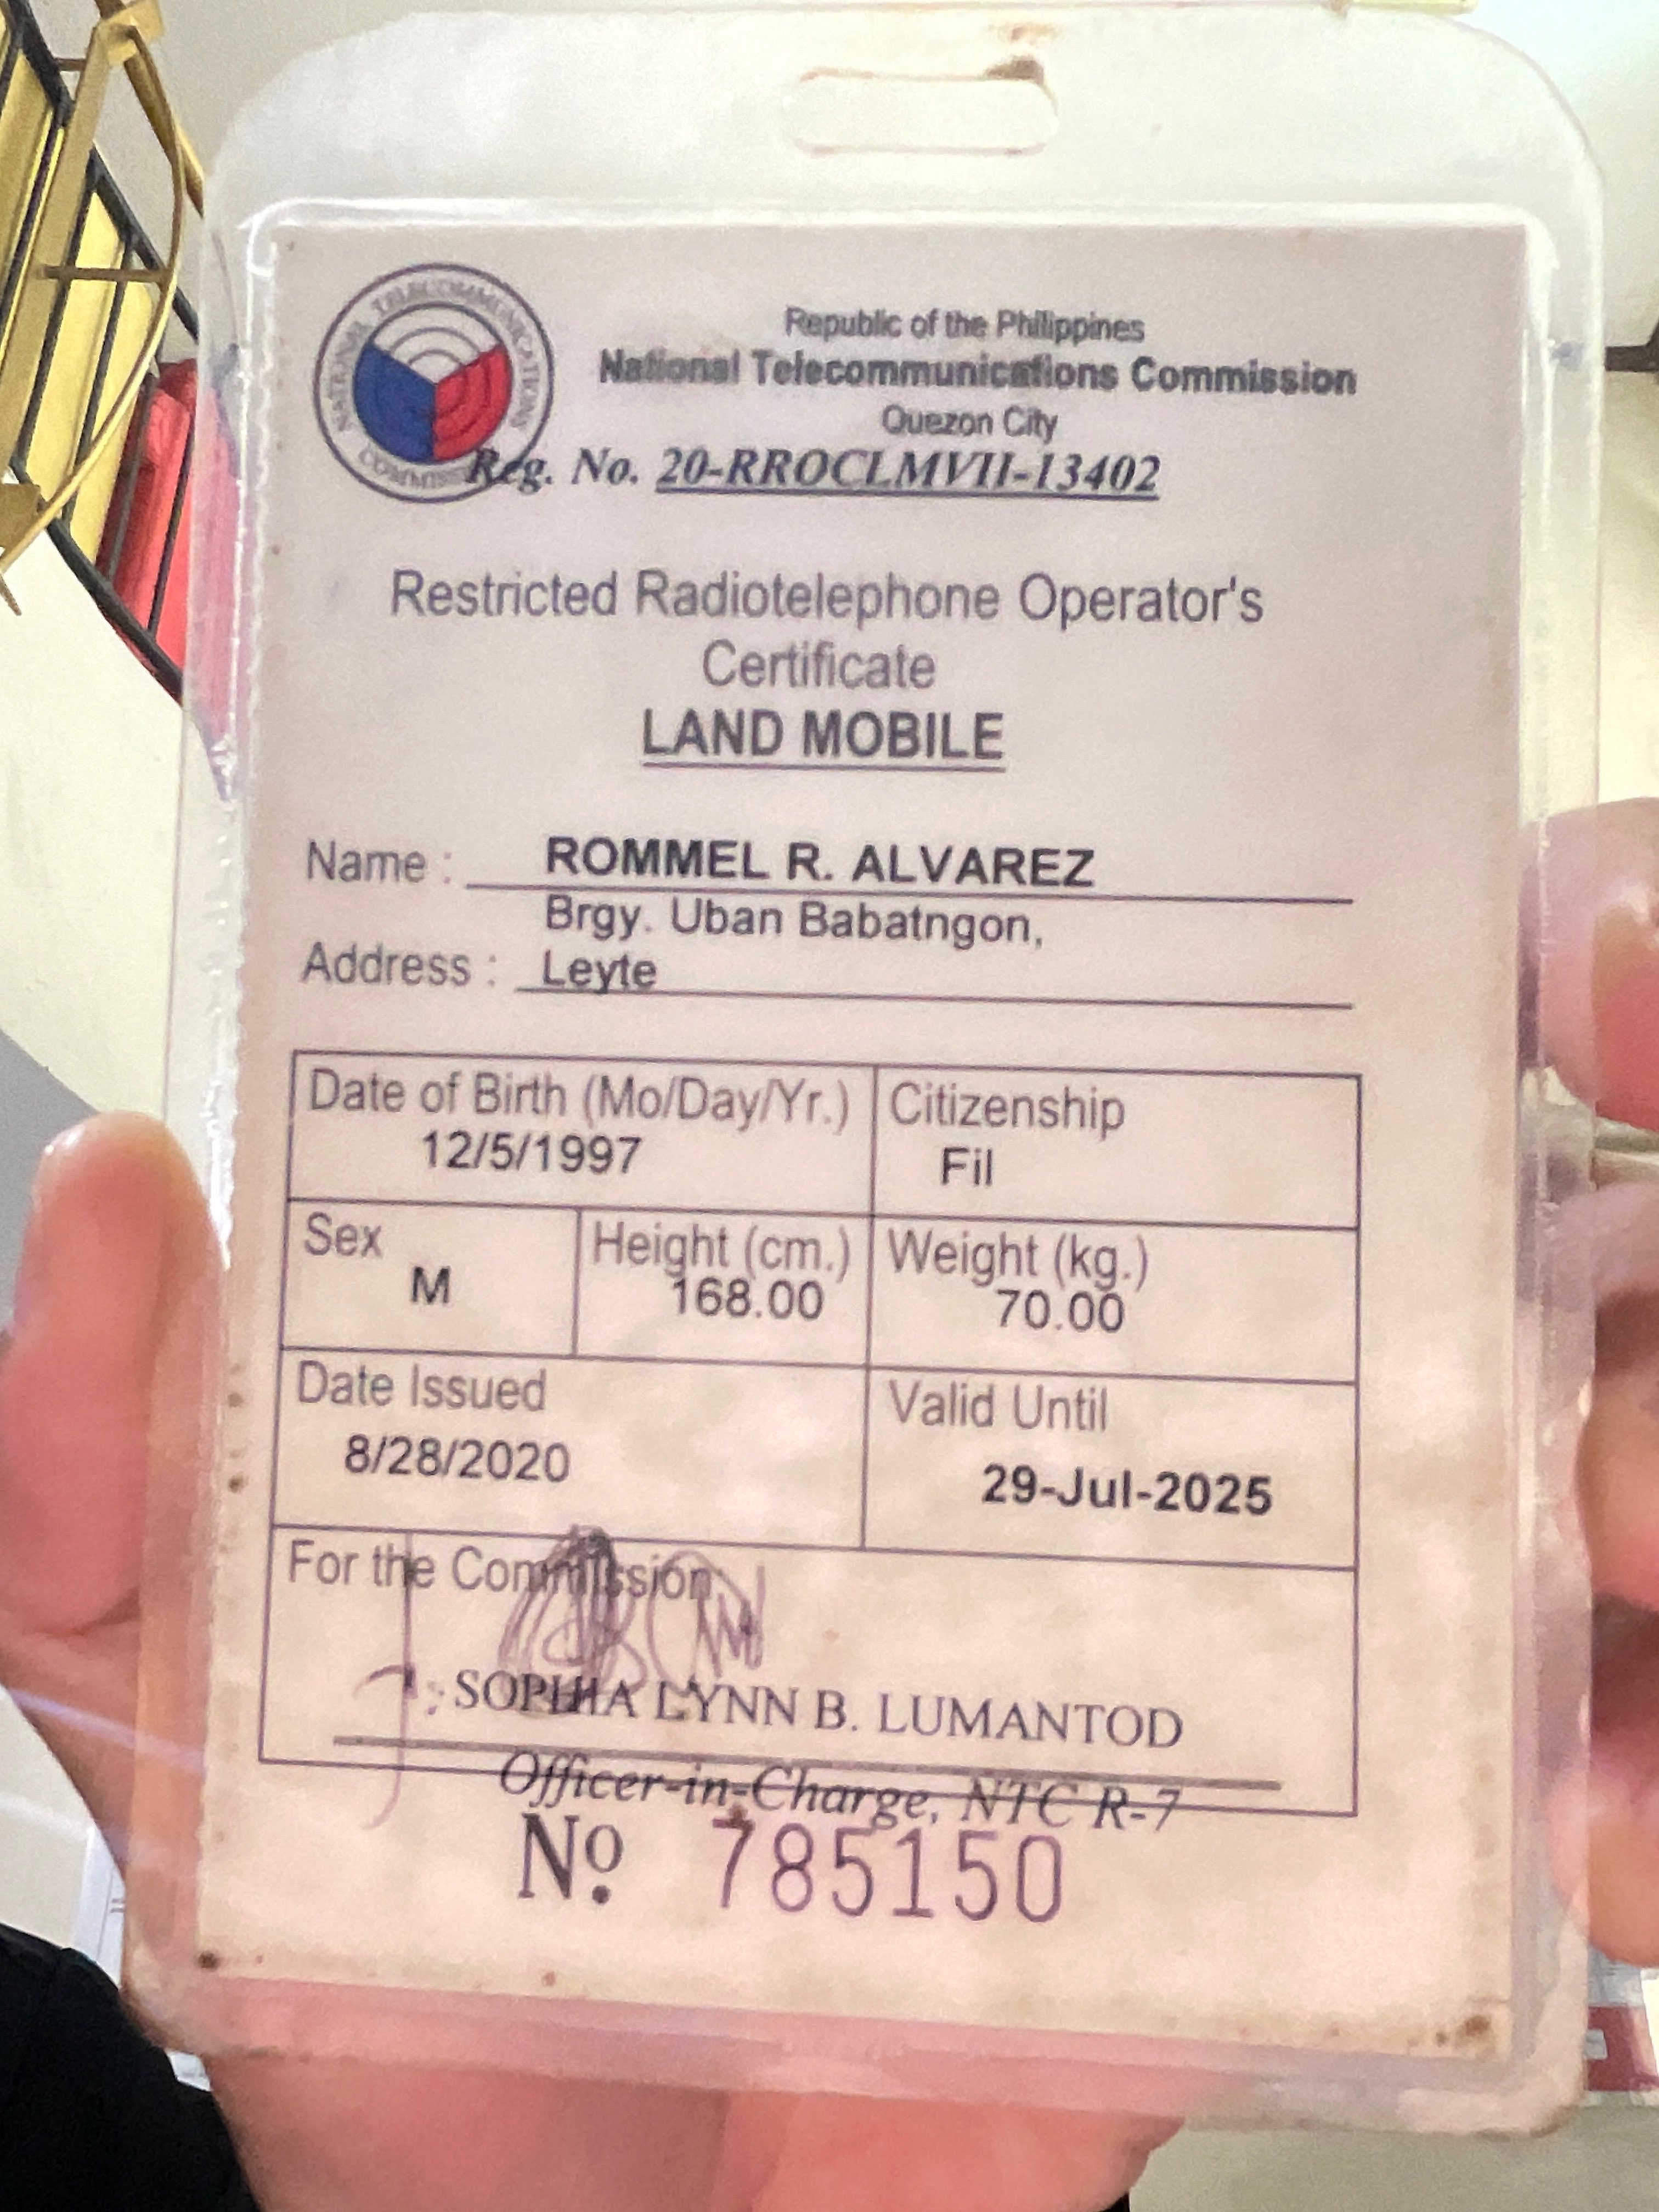 NATIONAL TELECOMMUNICATIONS
Republic of the Philippines
National Telecommunications Commission
Quezon City
Reg. No. 20-RROCLMVII-13402
Restricted Radiotelephone Operator's
Certificate
LAND MOBILE
Name : ROMMEL R. ALVAREZ
Brgy. Uban Babatngon,
Address : Leyte
Date of Birth (Mo/Day/Yr.) Citizenship
12/5/1997 Fil
Sex Height (cm.) Weight (kg.)
M 168.00 70.00
Date Issued Valid Until
8/28/2020 29-Jul-2025
For the Commission:
SOPHIA LYNN B. LUMANTOD
Officer-in-Charge, NTC R-7
No. 785150